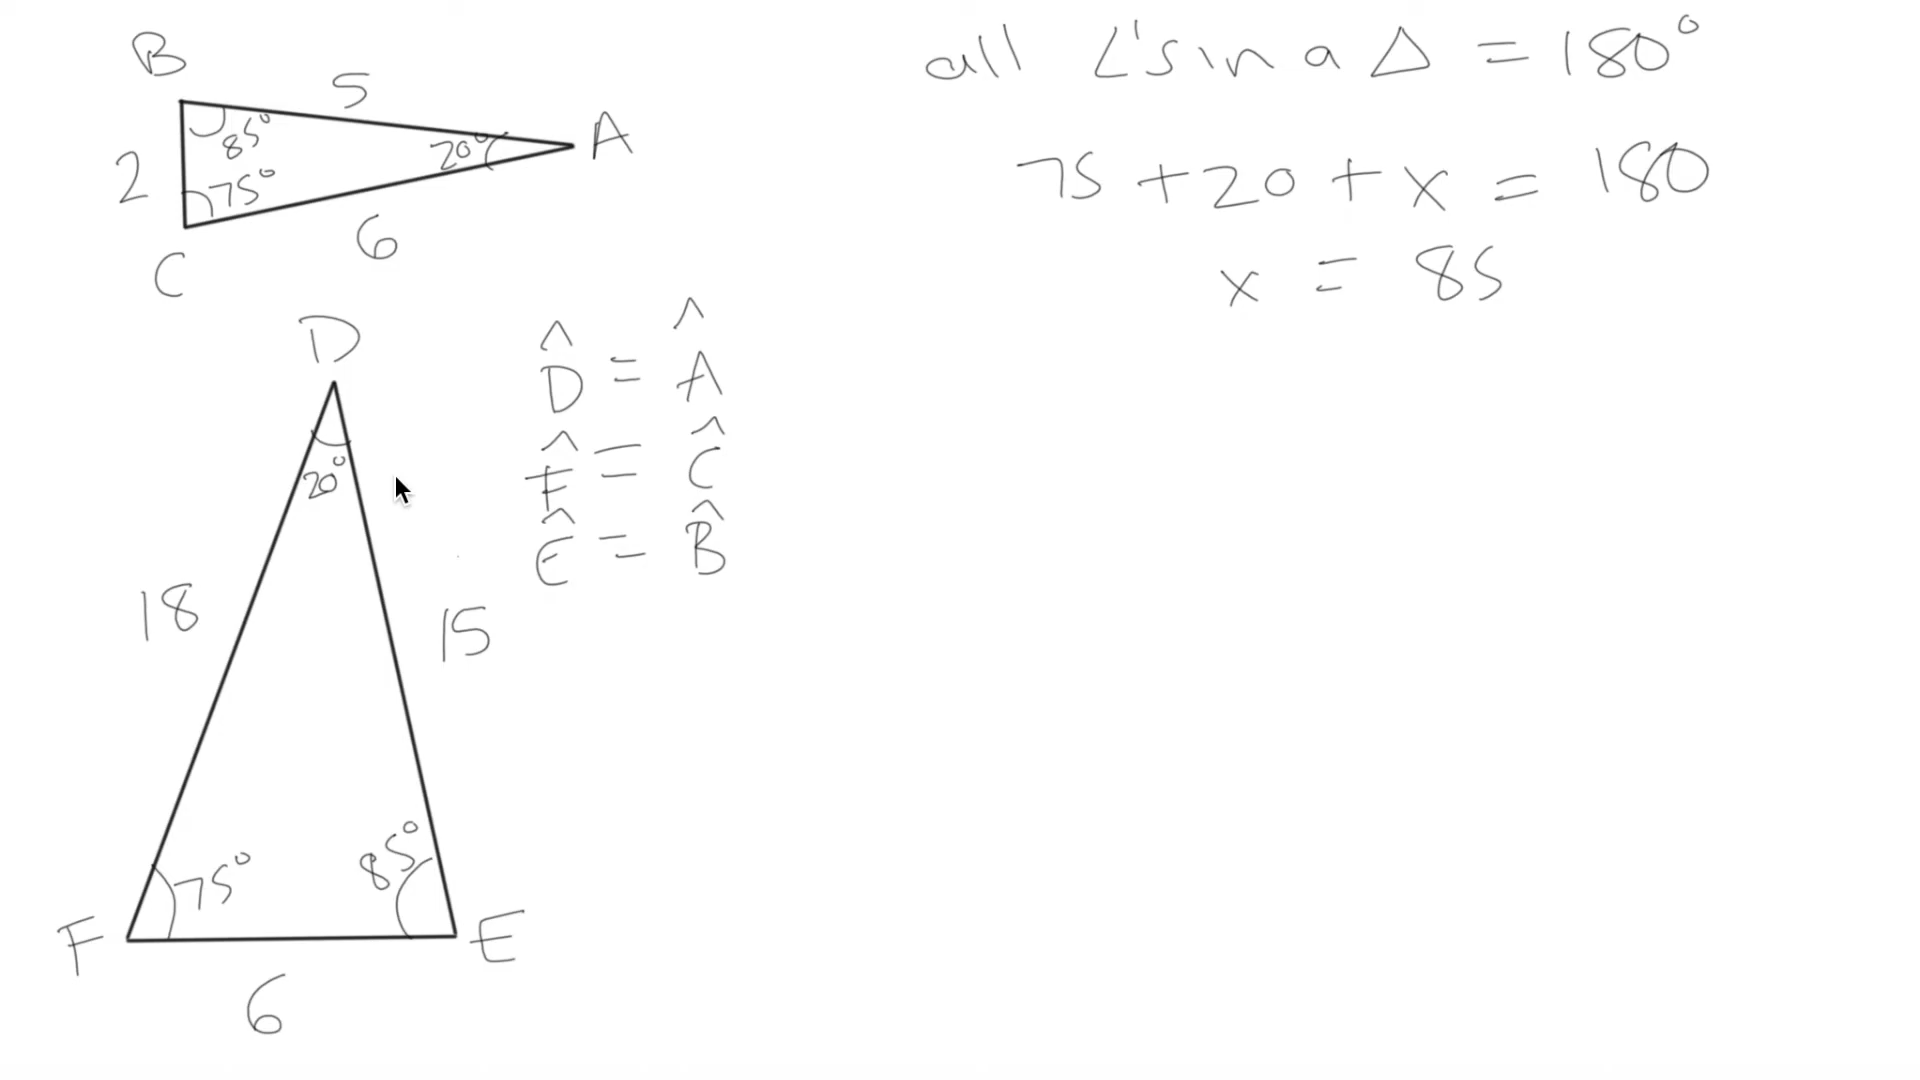 B
5
85°
20°
A
2
75°
6
C
D
20°
18
15
75°
85°
F
E
6
D̂ = Â
F̂ = Ĉ
Ê = B̂
all ∠'s in a △ = 180°
75 + 20 + x = 180
x = 85